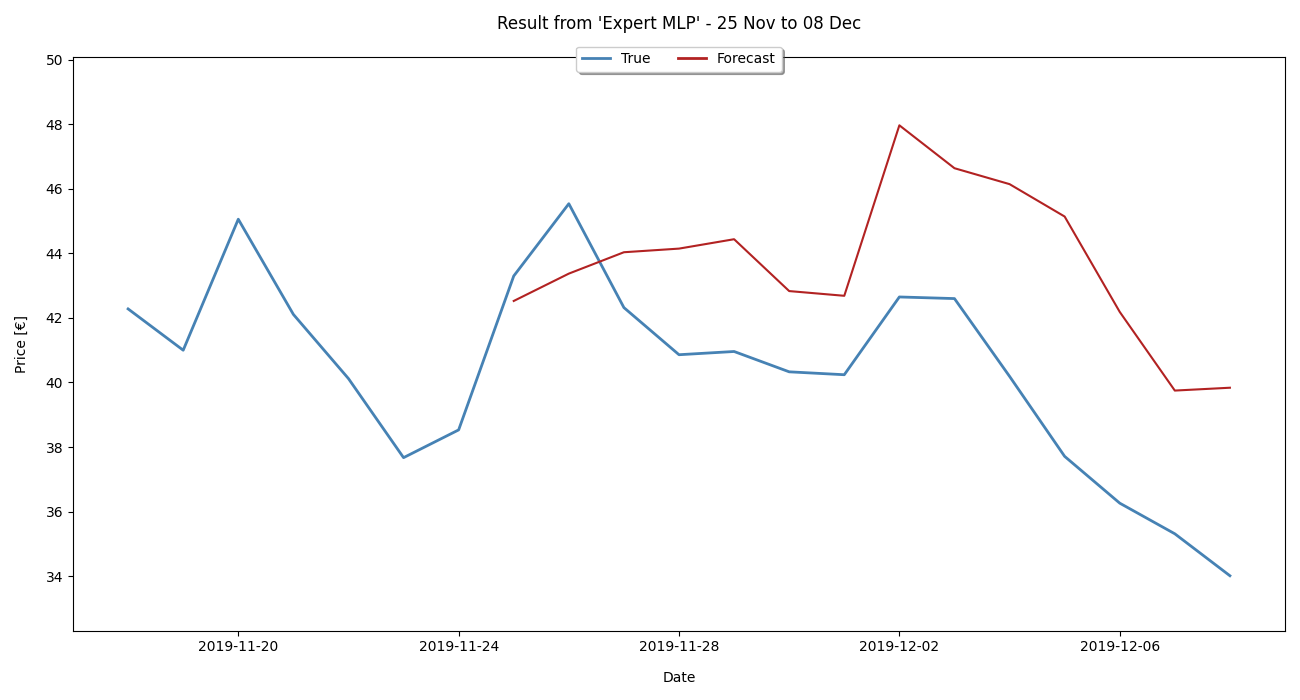 Result from 'Expert MLP' - 25 Nov to 08 Dec
True Forecast
50
48
46
44
42
40
38
36
34
Price [€]
2019-11-20 2019-11-24 2019-11-28 2019-12-02 2019-12-06
Date